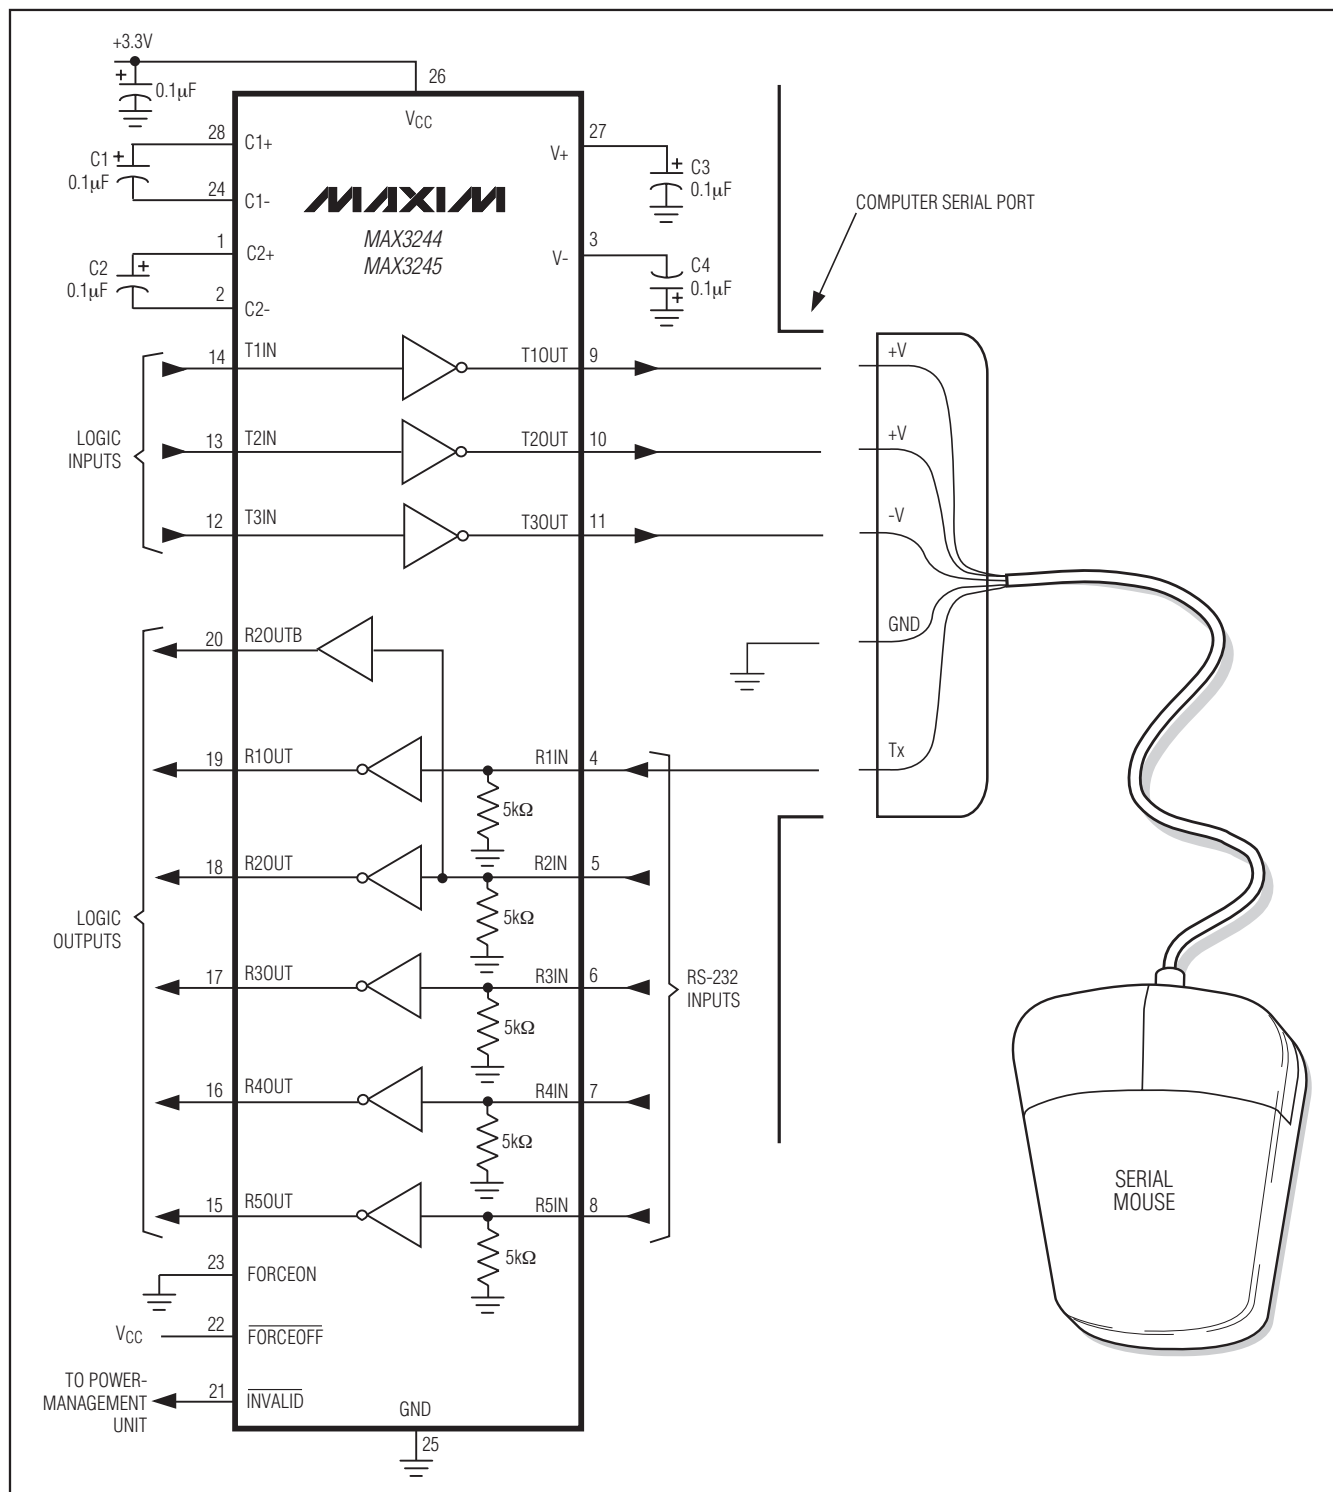 +3.3V
0.1µF
26
VCC
28
C1+
C1
0.1µF
24
C1-
27
V+
C3
0.1µF
MAXIM
MAX3244
MAX3245
1
C2+
C2
0.1µF
2
C2-
3
V-
C4
0.1µF
COMPUTER SERIAL PORT
LOGIC
INPUTS
14
T1IN
T1OUT
9
+V
13
T2IN
T2OUT
10
+V
12
T3IN
T3OUT
11
-V
20
R2OUTB
GND
19
R1OUT
R1IN
4
Tx
5kΩ
18
R2OUT
R2IN
5
5kΩ
LOGIC
OUTPUTS
17
R3OUT
R3IN
6
5kΩ
RS-232
INPUTS
16
R4OUT
R4IN
7
5kΩ
15
R5OUT
R5IN
8
5kΩ
SERIAL
MOUSE
23
FORCEON
VCC
22
FORCEOFF
TO POWER-
MANAGEMENT
UNIT
21
INVALID
GND
25